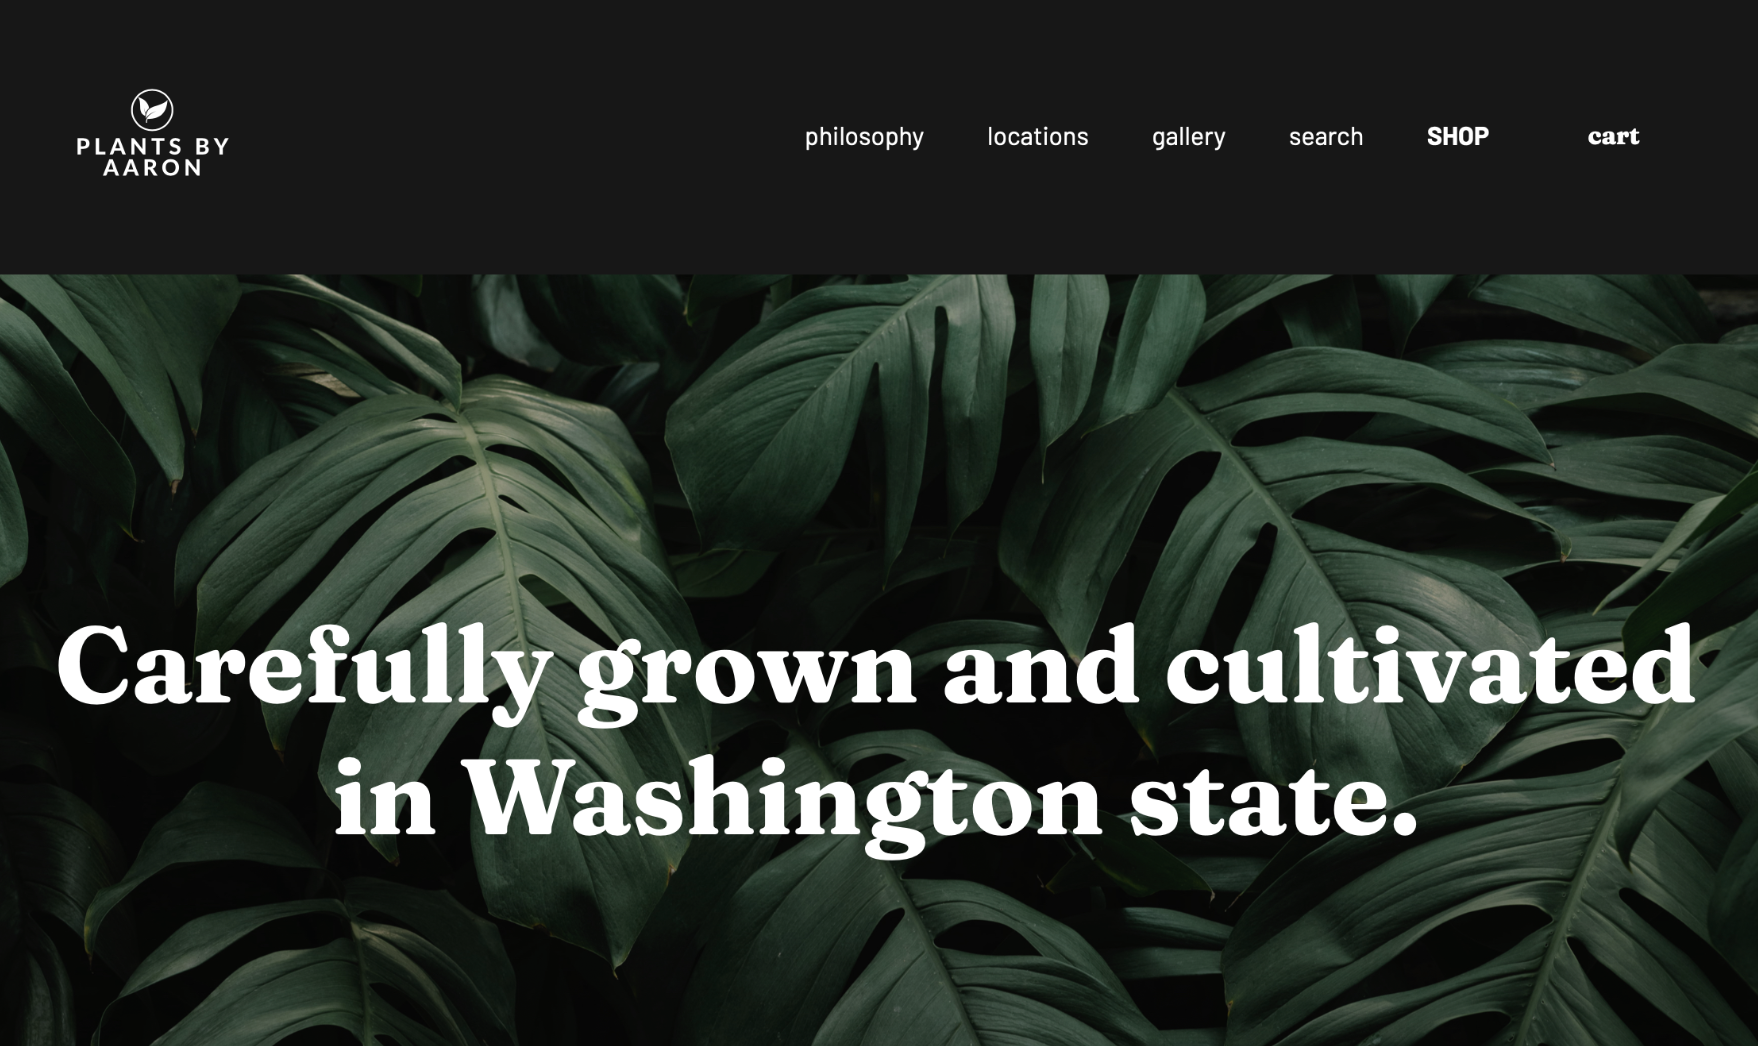 PLANTS BY
AARON
philosophy locations gallery search SHOP cart
Carefully grown and cultivated
in Washington state.